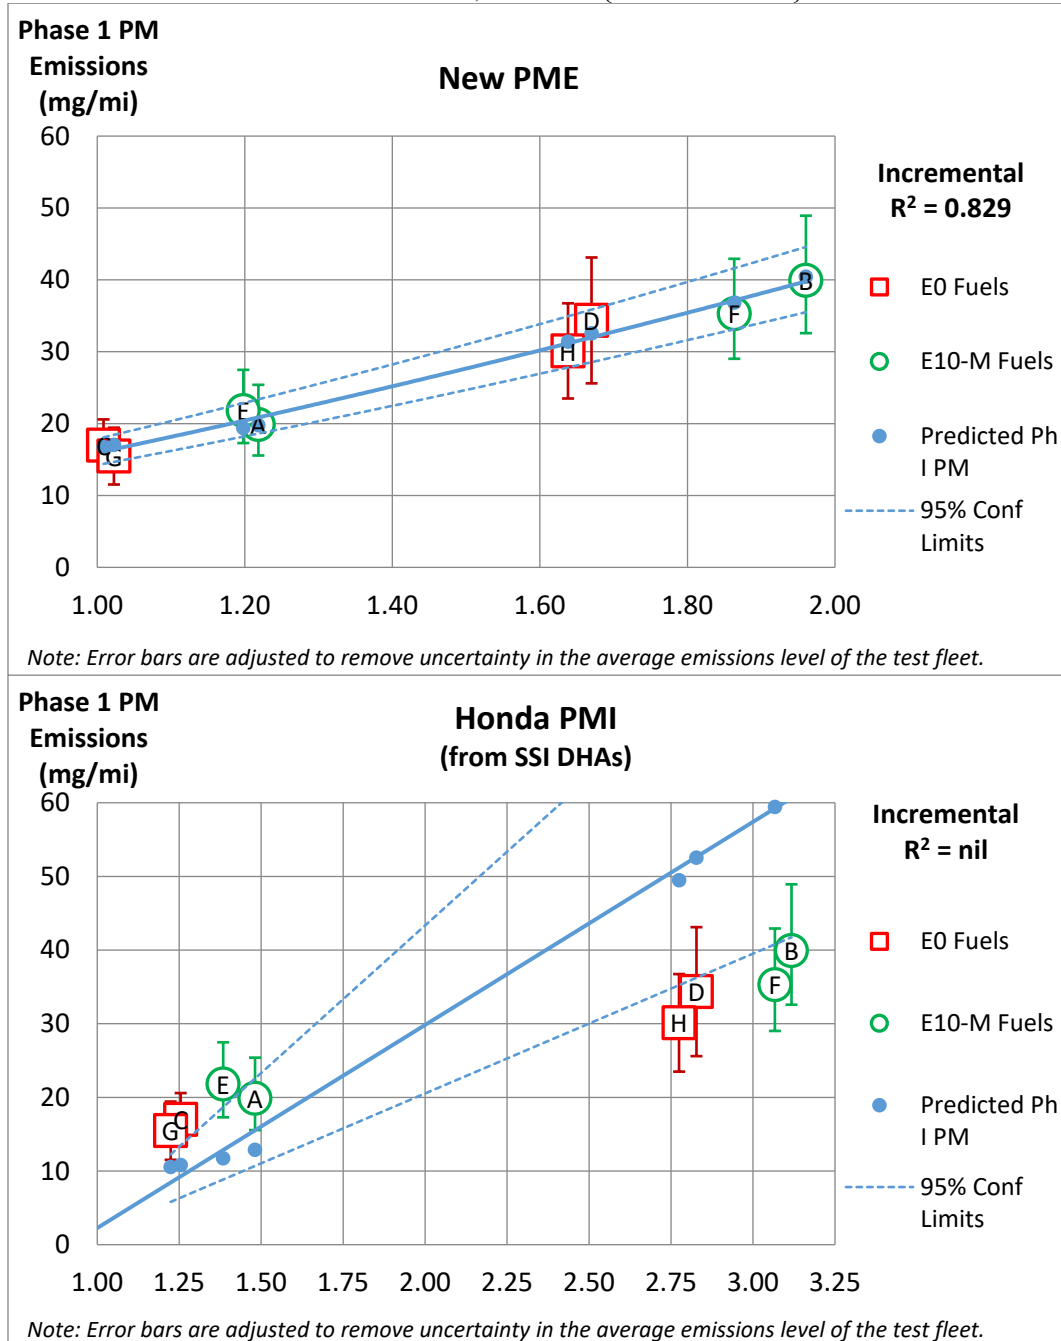 Phase 1 PM
Emissions
(mg/mi)
New PME
60
50
40
30
20
10
0
1.00 1.20 1.40 1.60 1.80 2.00
C
G
E
A
H
D
F
B
Incremental
R² = 0.829
E0 Fuels
E10-M Fuels
Predicted Ph
I PM
95% Conf
Limits
Note: Error bars are adjusted to remove uncertainty in the average emissions level of the test fleet.
Phase 1 PM
Emissions
(mg/mi)
Honda PMI
(from SSI DHAs)
60
50
40
30
20
10
0
1.00 1.25 1.50 1.75 2.00 2.25 2.50 2.75 3.00 3.25
G
C
E
A
H
D
F
B
Incremental
R² = nil
E0 Fuels
E10-M Fuels
Predicted Ph
I PM
95% Conf
Limits
Note: Error bars are adjusted to remove uncertainty in the average emissions level of the test fleet.